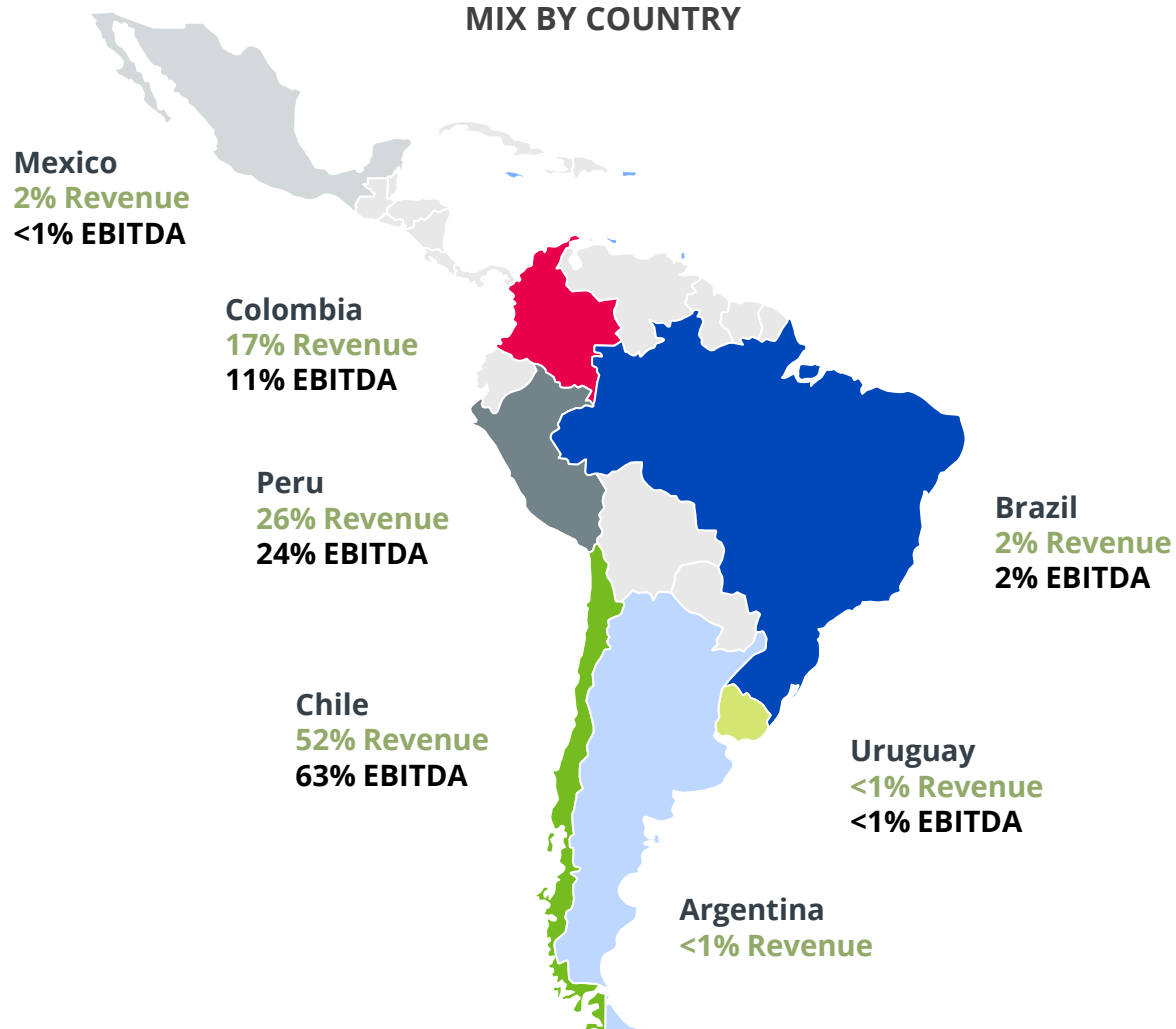 MIX BY COUNTRY
Mexico
2% Revenue
<1% EBITDA
Colombia
17% Revenue
11% EBITDA
Peru
26% Revenue
24% EBITDA
Brazil
2% Revenue
2% EBITDA
Chile
52% Revenue
63% EBITDA
Uruguay
<1% Revenue
<1% EBITDA
Argentina
<1% Revenue